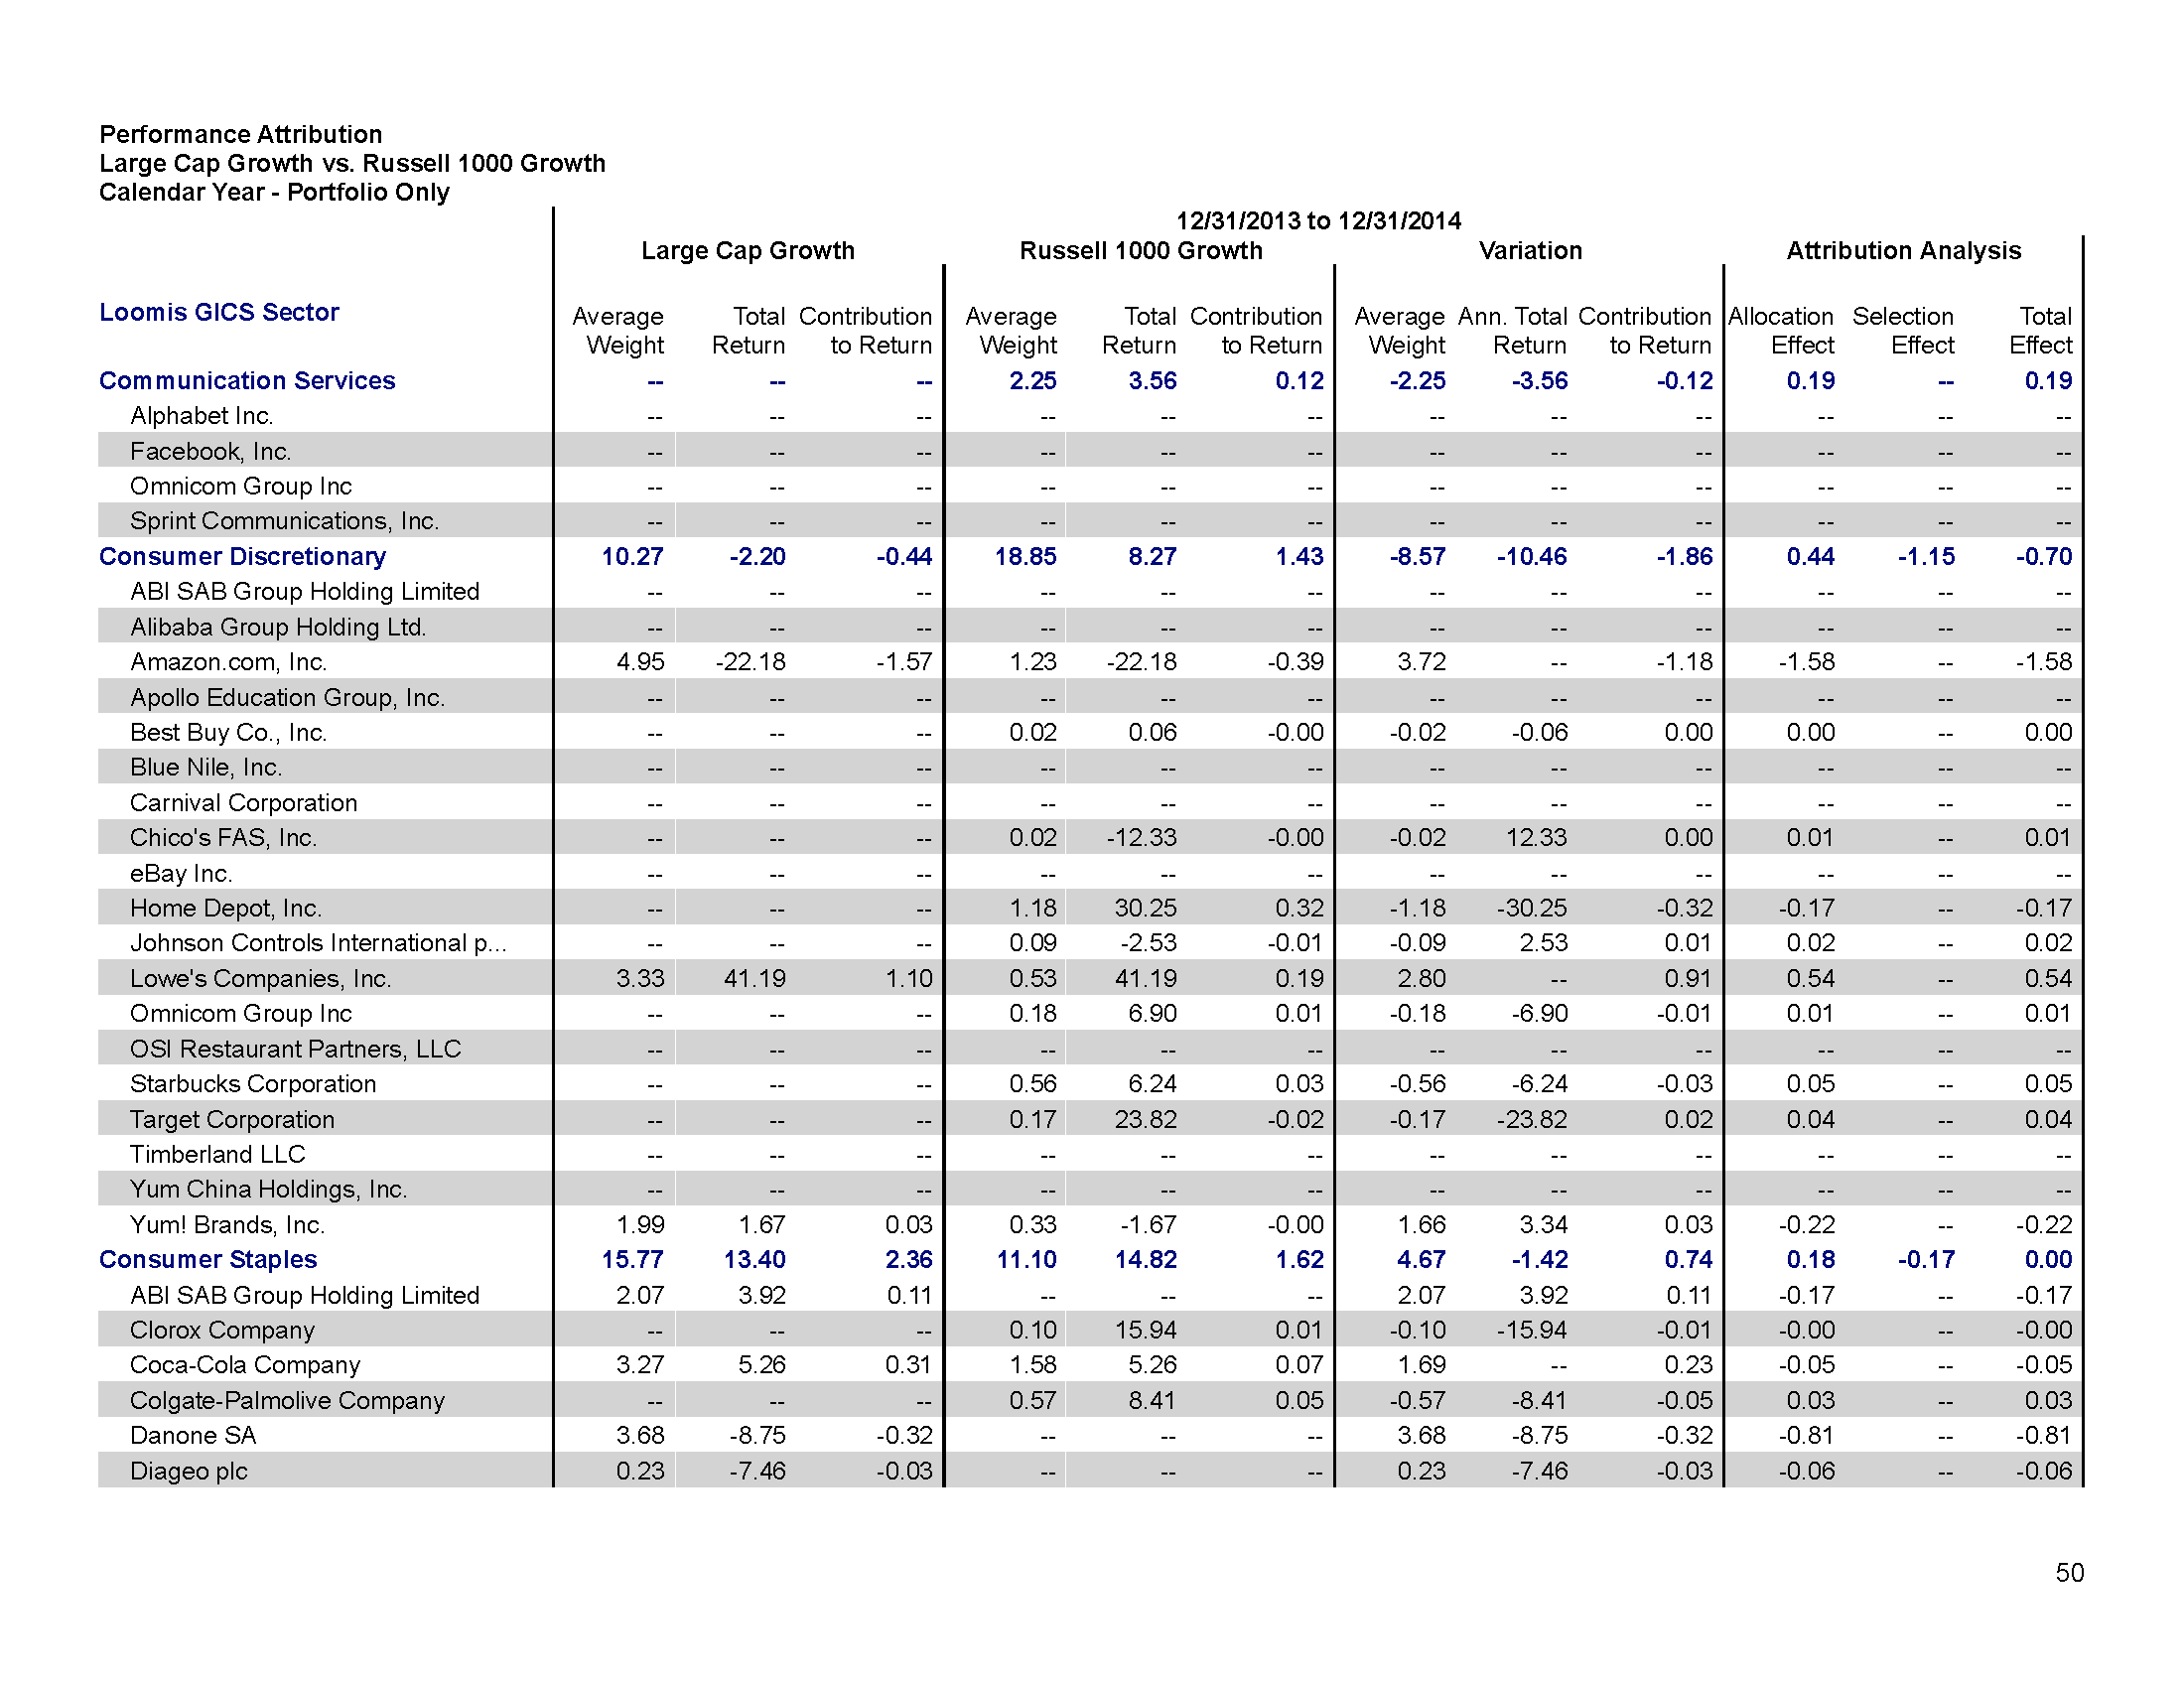 Performance Attribution
Large Cap Growth vs. Russell 1000 Growth
Calendar Year - Portfolio Only
12/31/2013 to 12/31/2014
Large Cap Growth Russell 1000 Growth Variation Attribution Analysis
Loomis GICS Sector Average Total Contribution Average Total Contribution Average Ann. Total Contribution Allocation Selection Total
Weight Return to Return Weight Return to Return Weight Return to Return Effect Effect Effect
Communication Services -- -- -- 2.25 3.56 0.12 -2.25 -3.56 -0.12 0.19 -- 0.19
Alphabet Inc. -- -- -- -- -- -- -- -- -- -- -- --
Facebook, Inc. -- -- -- -- -- -- -- -- -- -- -- --
Omnicom Group Inc -- -- -- -- -- -- -- -- -- -- -- --
Sprint Communications, Inc. -- -- -- -- -- -- -- -- -- -- -- --
Consumer Discretionary 10.27 -2.20 -0.44 18.85 8.27 1.43 -8.57 -10.46 -1.86 0.44 -1.15 -0.70
ABI SAB Group Holding Limited -- -- -- -- -- -- -- -- -- -- -- --
Alibaba Group Holding Ltd. -- -- -- -- -- -- -- -- -- -- -- --
Amazon.com, Inc. 4.95 -22.18 -1.57 1.23 -22.18 -0.39 3.72 -- -1.18 -1.58 -- -1.58
Apollo Education Group, Inc. -- -- -- -- -- -- -- -- -- -- -- --
Best Buy Co., Inc. -- -- -- 0.02 0.06 -0.00 -0.02 -0.06 0.00 0.00 -- 0.00
Blue Nile, Inc. -- -- -- -- -- -- -- -- -- -- -- --
Carnival Corporation -- -- -- -- -- -- -- -- -- -- -- --
Chico's FAS, Inc. -- -- -- 0.02 -12.33 -0.00 -0.02 12.33 0.00 0.01 -- 0.01
eBay Inc. -- -- -- -- -- -- -- -- -- -- -- --
Home Depot, Inc. -- -- -- 1.18 30.25 0.32 -1.18 -30.25 -0.32 -0.17 -- -0.17
Johnson Controls International p... -- -- -- 0.09 -2.53 -0.01 -0.09 2.53 0.01 0.02 -- 0.02
Lowe's Companies, Inc. 3.33 41.19 1.10 0.53 41.19 0.19 2.80 -- 0.91 0.54 -- 0.54
Omnicom Group Inc -- -- -- 0.18 6.90 0.01 -0.18 -6.90 -0.01 0.01 -- 0.01
OSI Restaurant Partners, LLC -- -- -- -- -- -- -- -- -- -- -- --
Starbucks Corporation -- -- -- 0.56 6.24 0.03 -0.56 -6.24 -0.03 0.05 -- 0.05
Target Corporation -- -- -- 0.17 23.82 -0.02 -0.17 -23.82 0.02 0.04 -- 0.04
Timberland LLC -- -- -- -- -- -- -- -- -- -- -- --
Yum China Holdings, Inc. -- -- -- -- -- -- -- -- -- -- -- --
Yum! Brands, Inc. 1.99 1.67 0.03 0.33 -1.67 -0.00 1.66 3.34 0.03 -0.22 -- -0.22
Consumer Staples 15.77 13.40 2.36 11.10 14.82 1.62 4.67 -1.42 0.74 0.18 -0.17 0.00
ABI SAB Group Holding Limited 2.07 3.92 0.11 -- -- -- 2.07 3.92 0.11 -0.17 -- -0.17
Clorox Company -- -- -- 0.10 15.94 0.01 -0.10 -15.94 -0.01 -0.00 -- -0.00
Coca-Cola Company 3.27 5.26 0.31 1.58 5.26 0.07 1.69 -- 0.23 -0.05 -- -0.05
Colgate-Palmolive Company -- -- -- 0.57 8.41 0.05 -0.57 -8.41 -0.05 0.03 -- 0.03
Danone SA 3.68 -8.75 -0.32 -- -- -- 3.68 -8.75 -0.32 -0.81 -- -0.81
Diageo plc 0.23 -7.46 -0.03 -- -- -- 0.23 -7.46 -0.03 -0.06 -- -0.06
50